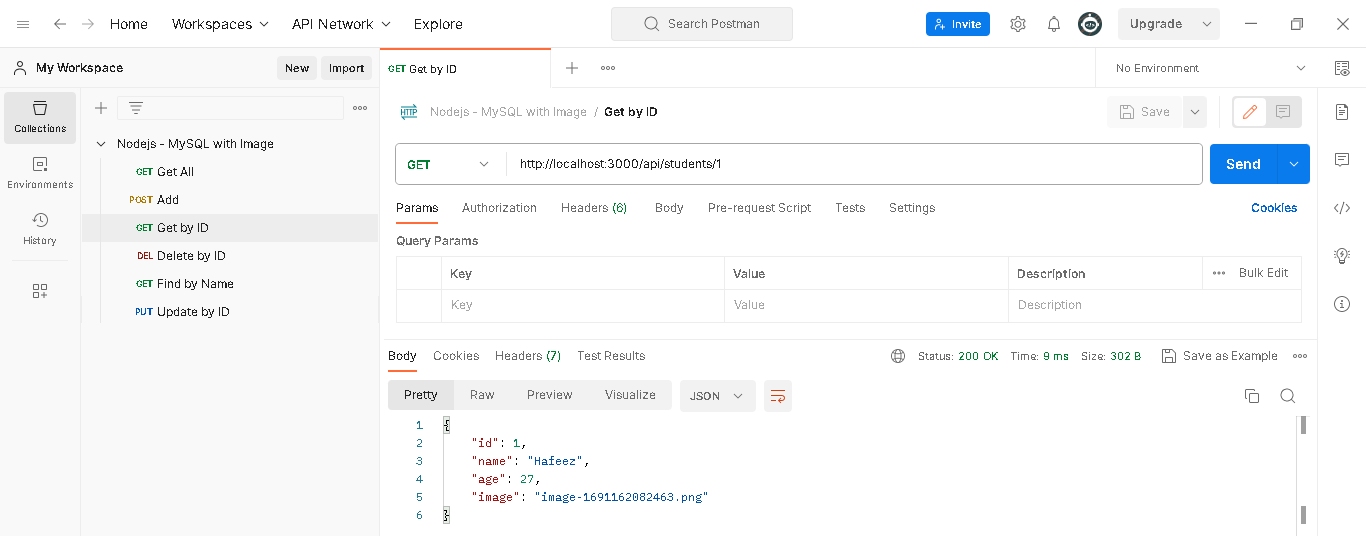 Home Workspaces API Network Explore Search Postman Invite Upgrade
My Workspace New Import GET Get by ID No Environment
Collections
Environments
History
Nodejs - MySQL with Image
GET Get All
POST Add
GET Get by ID
DEL Delete by ID
GET Find by Name
PUT Update by ID
HTTP Nodejs - MySQL with Image / Get by ID Save
GET http://localhost:3000/api/students/1 Send
Params Authorization Headers (6) Body Pre-request Script Tests Settings Cookies
Query Params
Key Value Description Bulk Edit
Key Value Description
Body Cookies Headers (7) Test Results Status: 200 OK Time: 9 ms Size: 302 B Save as Example
Pretty Raw Preview Visualize JSON
1 {
2 "id": 1,
3 "name": "Hafeez",
4 "age": 27,
5 "image": "image-1691162082463.png"
6 }